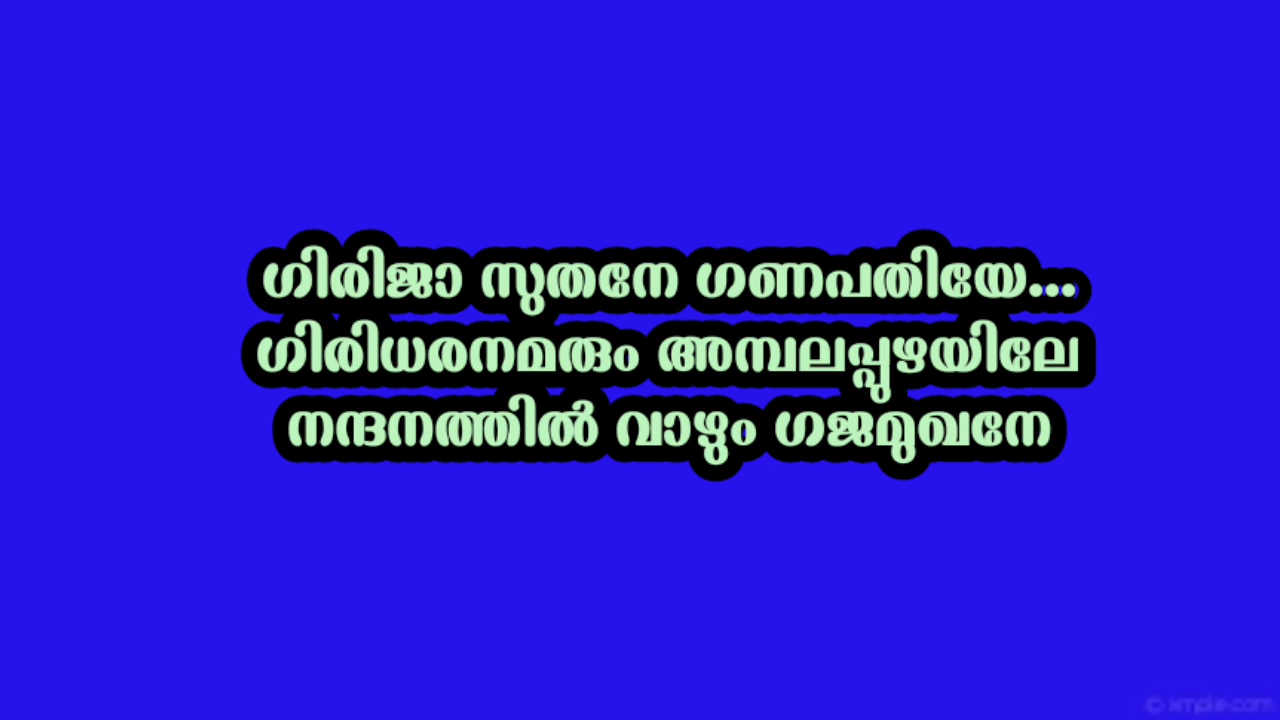 ഗിരിജാ സുതനേ ഗണപതിയേ...
ഗിരിധരനമരും അമ്പലപ്പുഴയിലേ
നന്ദനത്തിൽ വാഴും ഗജമുഖനേ